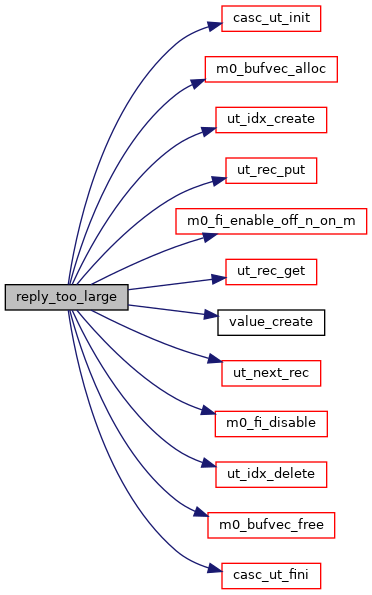 casc_ut_init
m0_bufvec_alloc
ut_idx_create
ut_rec_put
m0_fi_enable_off_n_on_m
ut_rec_get
reply_too_large
value_create
ut_next_rec
m0_fi_disable
ut_idx_delete
m0_bufvec_free
casc_ut_fini